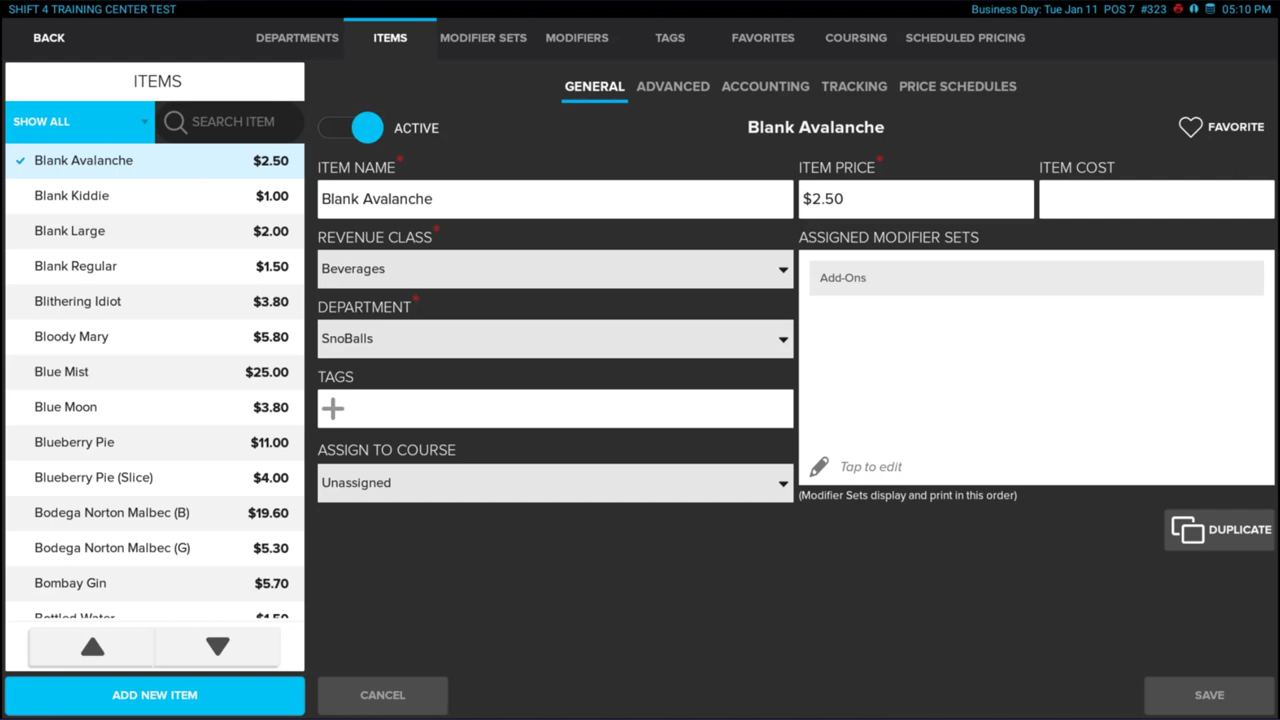 SHIFT 4 TRAINING CENTER TEST
Business Day: Tue Jan 11 POS 7 #323 05:10 PM
BACK
DEPARTMENTS
ITEMS
MODIFIER SETS
MODIFIERS
TAGS
FAVORITES
COURSING
SCHEDULED PRICING
ITEMS
SHOW ALL
SEARCH ITEM
Blank Avalanche $2.50
Blank Kiddie $1.00
Blank Large $2.00
Blank Regular $1.50
Blithering Idiot $3.80
Bloody Mary $5.80
Blue Mist $25.00
Blue Moon $3.80
Blueberry Pie $11.00
Blueberry Pie (Slice) $4.00
Bodega Norton Malbec (B) $19.60
Bodega Norton Malbec (G) $5.30
Bombay Gin $5.70
Bottled Water $1.50
ADD NEW ITEM
GENERAL
ADVANCED
ACCOUNTING
TRACKING
PRICE SCHEDULES
ACTIVE
Blank Avalanche
FAVORITE
ITEM NAME*
Blank Avalanche
ITEM PRICE*
$2.50
ITEM COST
REVENUE CLASS*
Beverages
DEPARTMENT*
SnoBalls
TAGS
ASSIGN TO COURSE
Unassigned
ASSIGNED MODIFIER SETS
Add-Ons
Tap to edit
(Modifier Sets display and print in this order)
DUPLICATE
CANCEL
SAVE